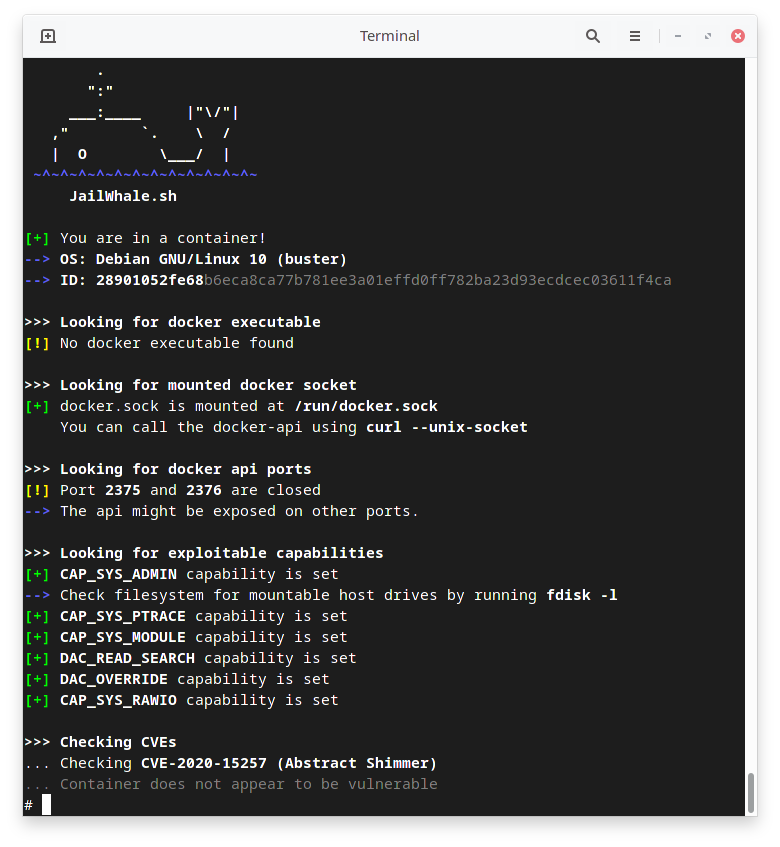 Terminal
         .
       ":"
     ___:____     |"\/"|
   ,"        `.    \  /
   |  O        \___/  |
 ~^~^~^~^~^~^~^~^~^~^~^~^~
     JailWhale.sh
[+] You are in a container!
--> OS: Debian GNU/Linux 10 (buster)
--> ID: 28901052fe68b6eca8ca77b781ee3a01effd0ff782ba23d93ecdcec03611f4ca
>>> Looking for docker executable
[!] No docker executable found
>>> Looking for mounted docker socket
[+] docker.sock is mounted at /run/docker.sock
    You can call the docker-api using curl --unix-socket
>>> Looking for docker api ports
[!] Port 2375 and 2376 are closed
--> The api might be exposed on other ports.
>>> Looking for exploitable capabilities
[+] CAP_SYS_ADMIN capability is set
--> Check filesystem for mountable host drives by running fdisk -l
[+] CAP_SYS_PTRACE capability is set
[+] CAP_SYS_MODULE capability is set
[+] DAC_READ_SEARCH capability is set
[+] DAC_OVERRIDE capability is set
[+] CAP_SYS_RAWIO capability is set
>>> Checking CVEs
... Checking CVE-2020-15257 (Abstract Shimmer)
... Container does not appear to be vulnerable
#